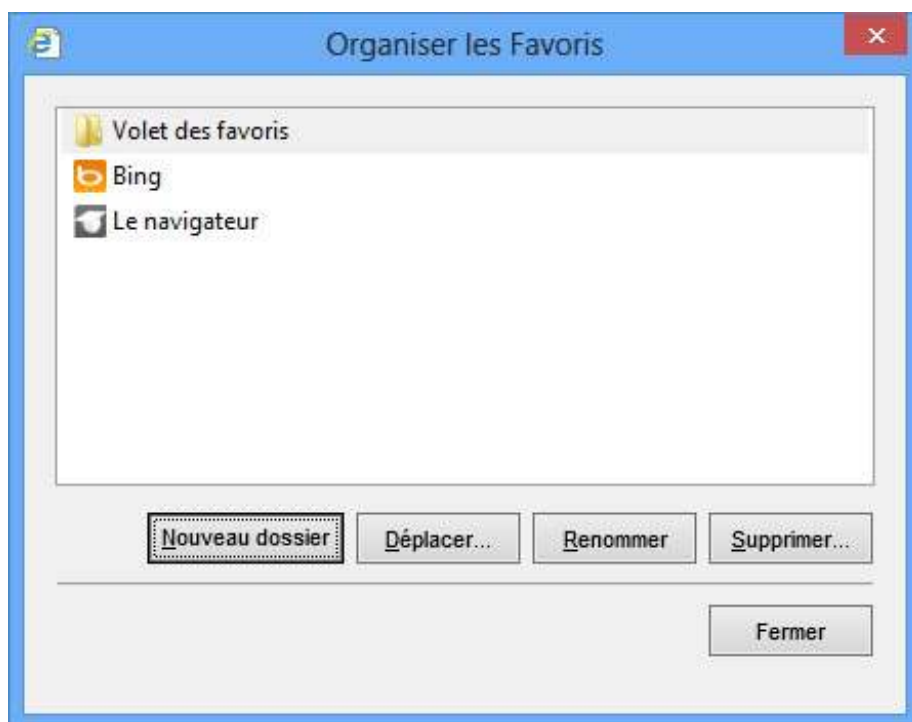 Organiser les Favoris
Volet des favoris
Bing
Le navigateur
Nouveau dossier Déplacer... Renommer Supprimer...
Fermer